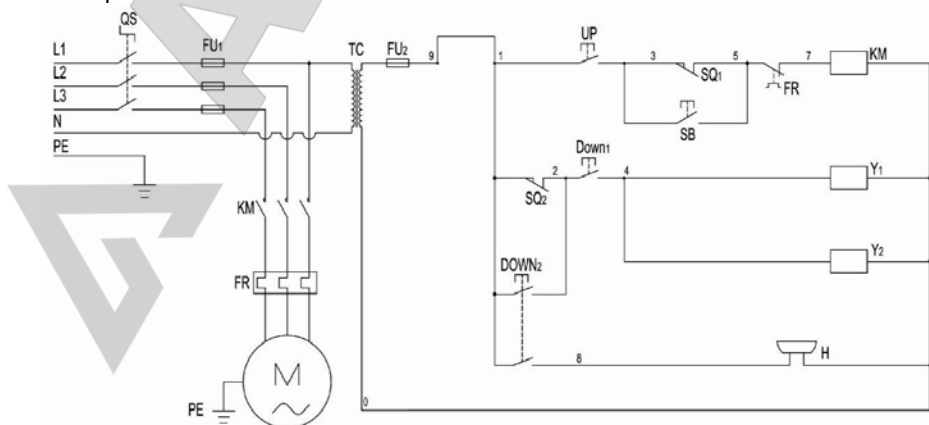 QS
L1
FU1
TC
FU2
9
1
UP
3
SQ1
5
FR
7
KM
L2
L3
N
PE
SB
SQ2
2
Down1
4
Y1
KM
FR
DOWN2
Y2
8
H
M
PE
0